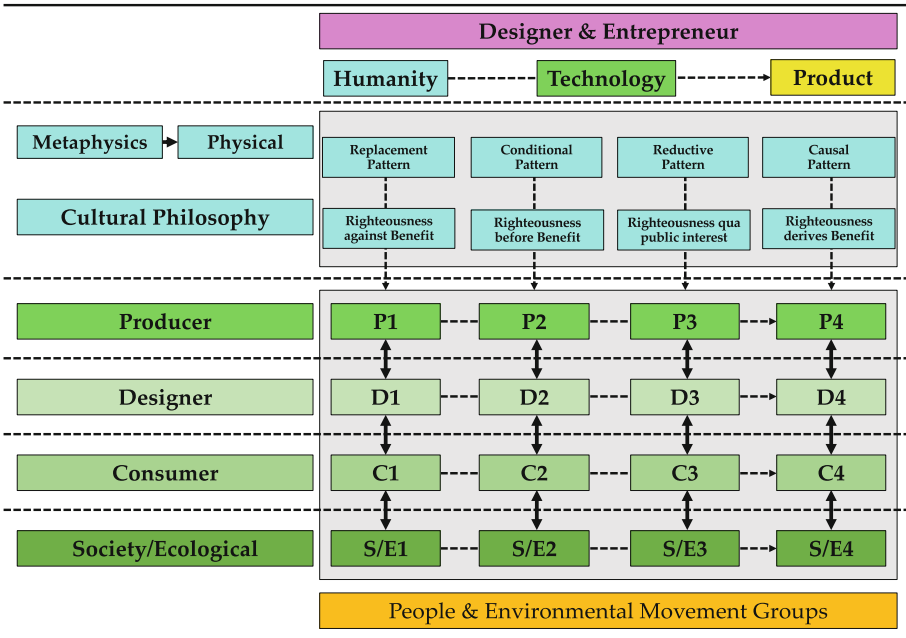 Designer & Entrepreneur
Humanity
Technology
Product
Metaphysics
Physical
Replacement
Pattern
Conditional
Pattern
Reductive
Pattern
Causal
Pattern
Cultural Philosophy
Righteousness
against Benefit
Righteousness
before Benefit
Righteousness qua
public interest
Righteousness
derives Benefit
Producer
P1
P2
P3
P4
Designer
D1
D2
D3
D4
Consumer
C1
C2
C3
C4
Society/Ecological
S/E1
S/E2
S/E3
S/E4
People & Environmental Movement Groups